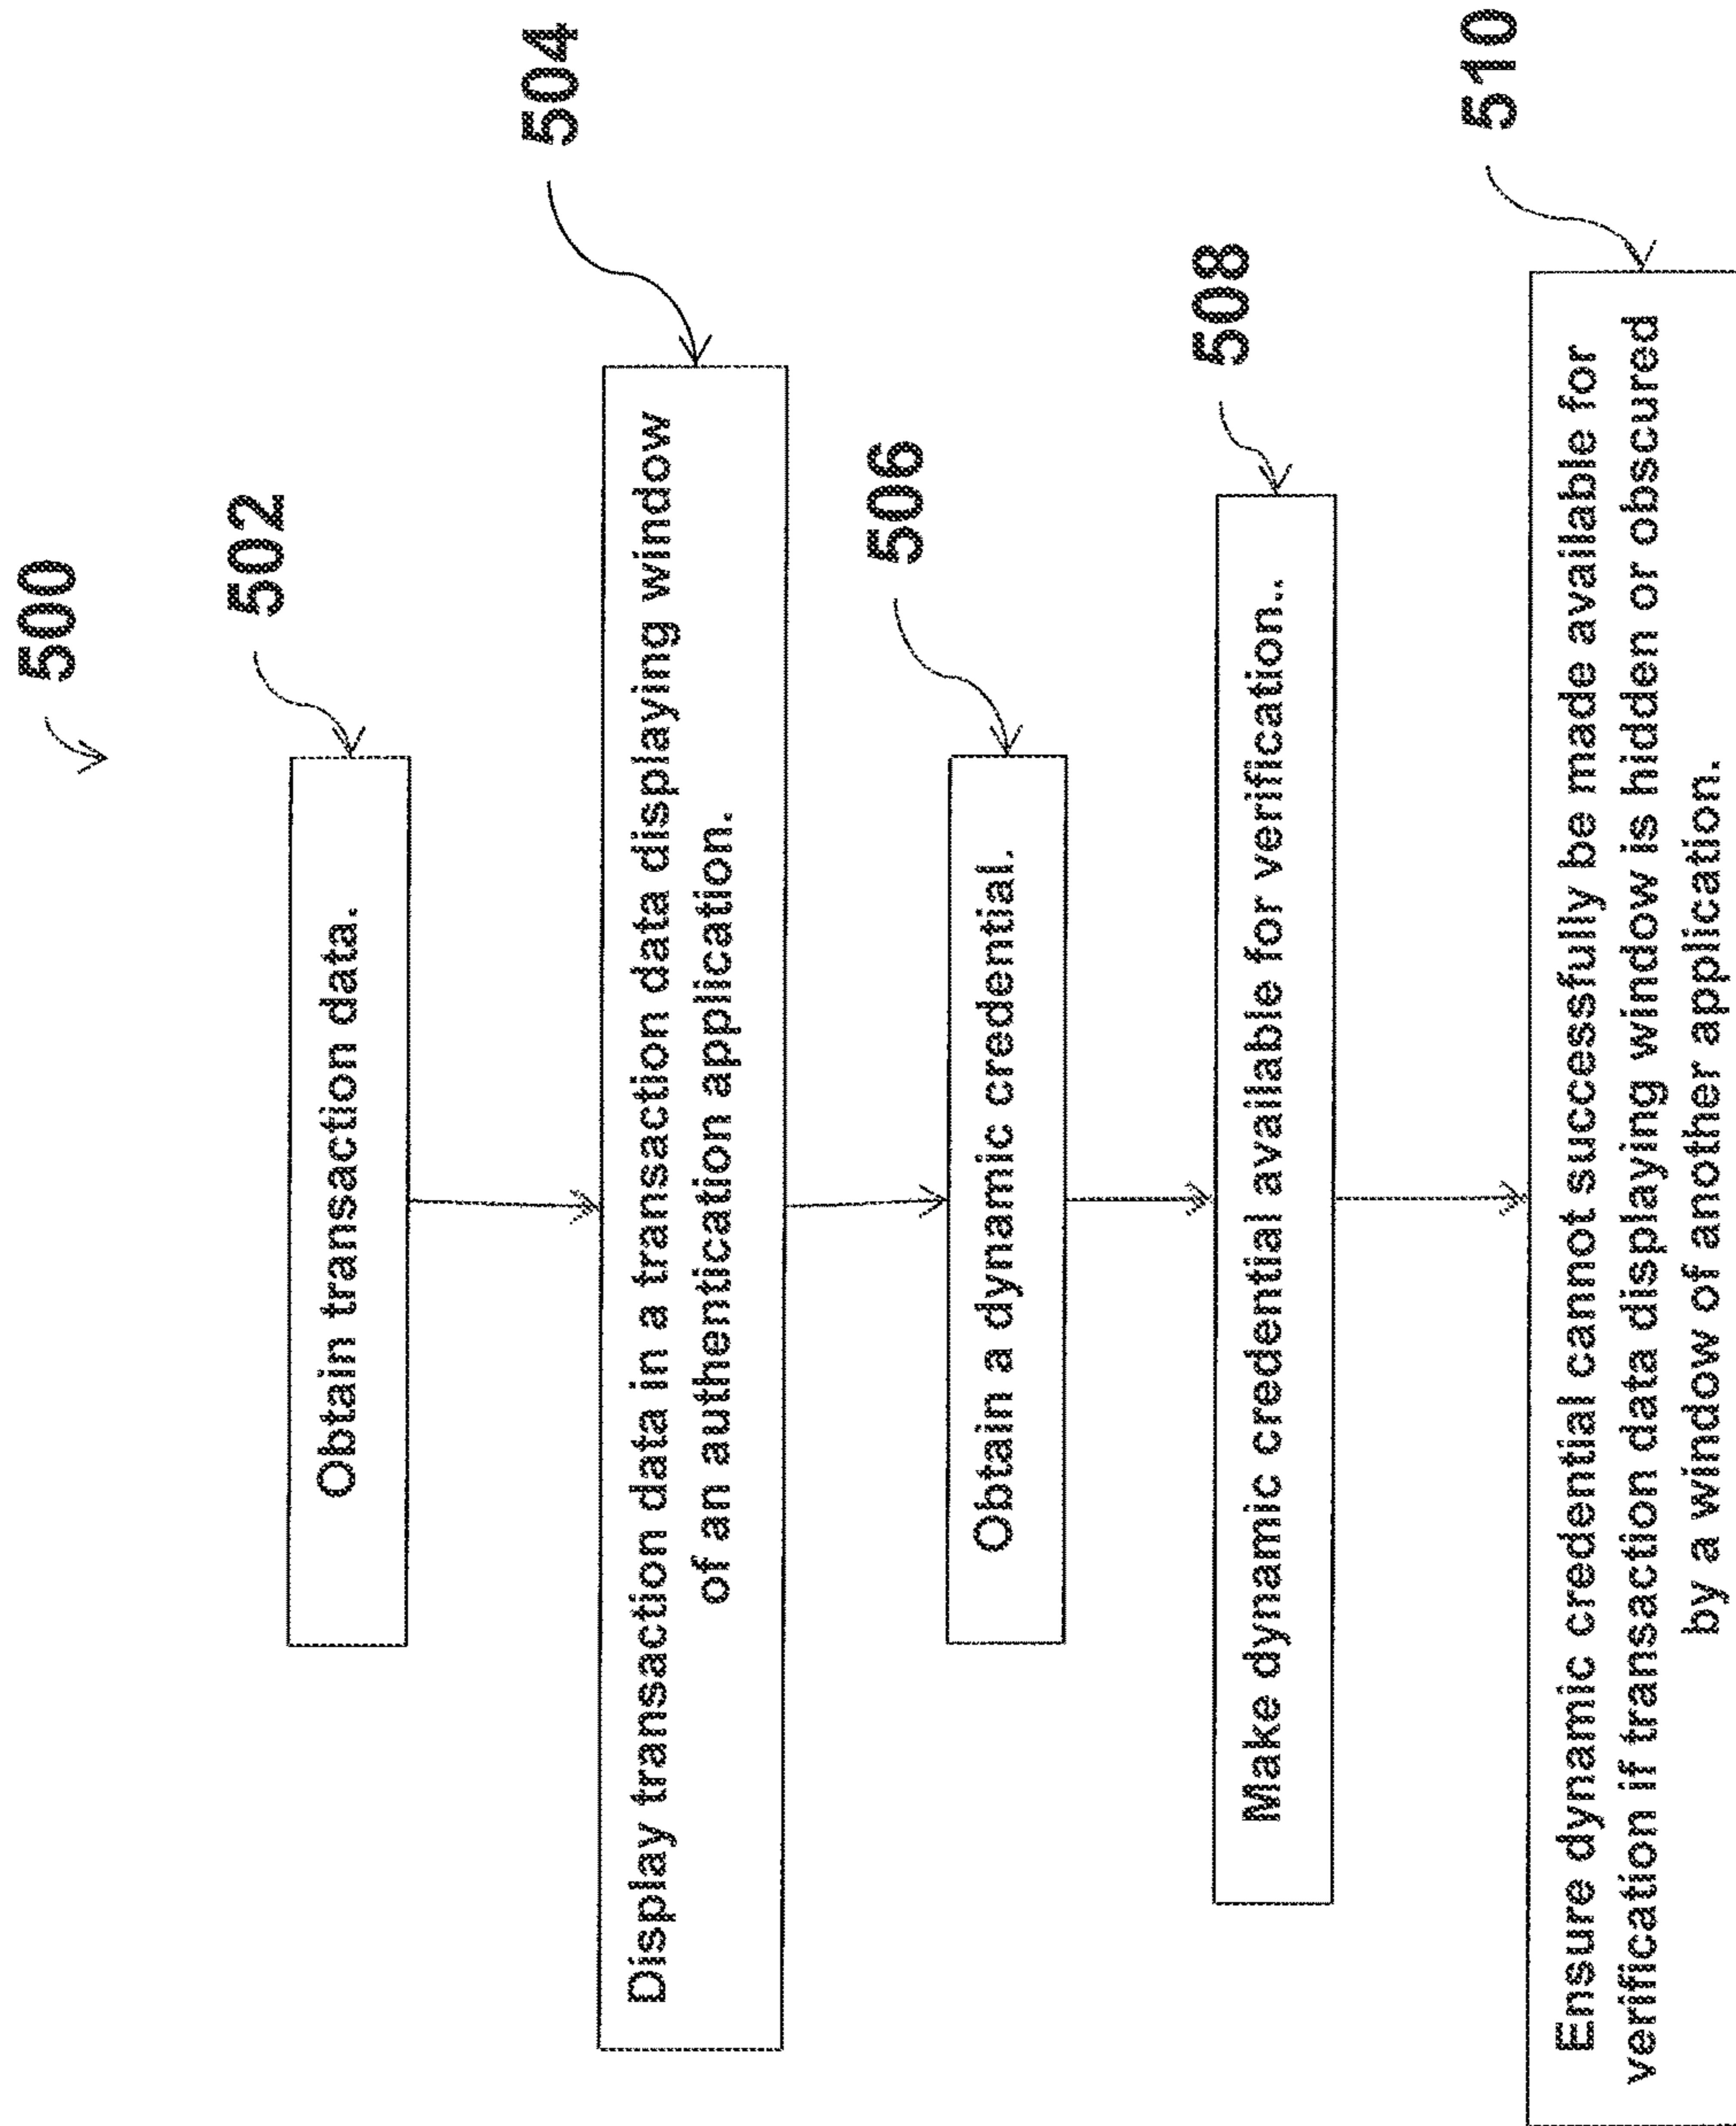 500
502
Obtain transaction data.
504
Display transaction data in a transaction data displaying window
of an authentication application.
506
Obtain a dynamic credential.
508
Make dynamic credential available for verification..
510
Ensure dynamic credential cannot successfully be made available for
verification if transaction data displaying window is hidden or obscured
by a window of another application.